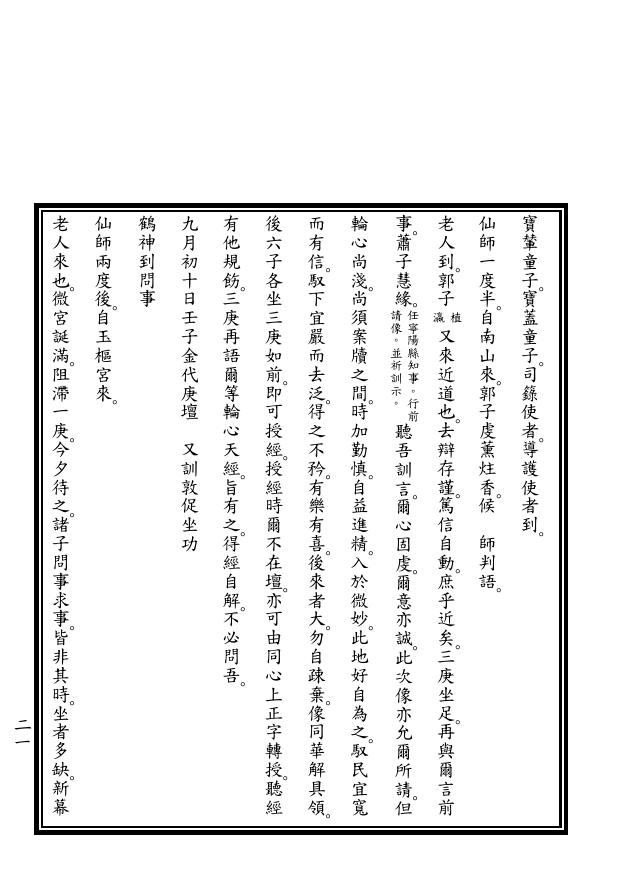 寶輦童子。寶蓋童子。司籙使者。導護使者到。
仙師一度半。自南山來。郭子虔薰炷香。候　師判語。
老人到。郭子植瀛又來近道也。去辯存謹。篤信自動。庶乎近矣。三庚坐足。再與爾言前
事。蕭子慧緣。任寧陽縣知事。行前請像。並祈訓示。聽吾訓言。爾心固虔。爾意亦誠。此次像亦允爾所請。但
輪心尚淺。尚須案牘之間。時加勤慎。自益進精。入於微妙。此地好自為之。馭民宜寬
而有信。馭下宜嚴而去泛。得之不矜。有樂有喜。後來者大。勿自疎棄。像同華解具領。
後六子各坐三庚如前。即可授經。授經時爾不在壇。亦可由同心上正字轉授。聽經
有他規飭。三庚再語爾等輪心天經。旨有之。得經自解。不必問吾。
九月初十日壬子金代庚壇　又訓敦促坐功
鶴神到問事
仙師兩度後。自玉樞宮來。
老人來也。微宮誕滿。阻滯一庚。今夕待之。諸子問事求事。皆非其時。坐者多缺。新幕
二一